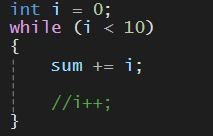 int i = 0;
while (i < 10)
{
    sum += i;
    //i++;
}